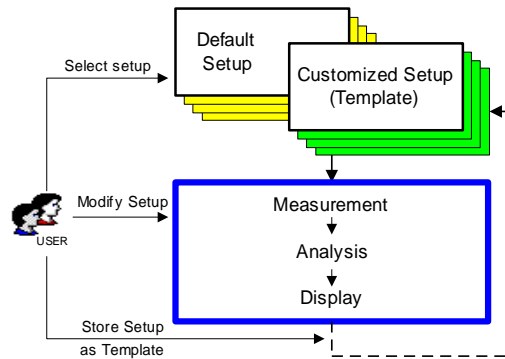 Default
Setup
Select setup
Customized Setup
(Template)
Modify Setup
USER
Measurement
Analysis
Display
Store Setup
as Template